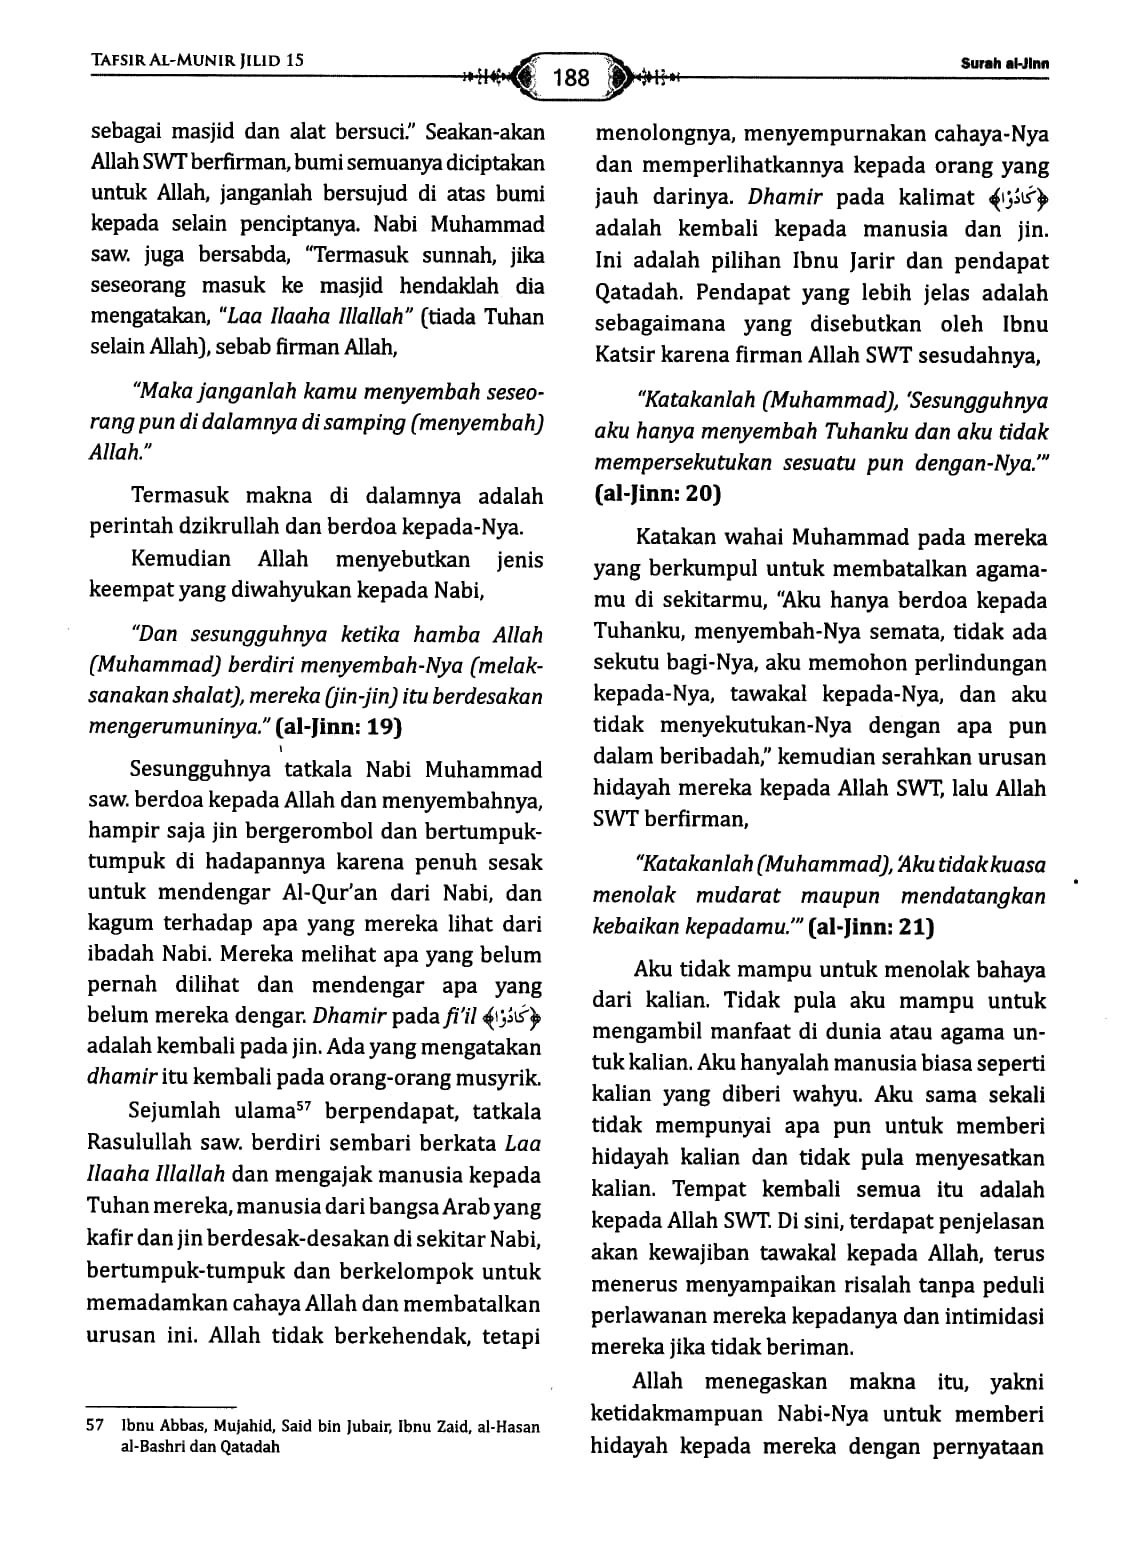 TAFSIR AL-MUNIR JILID 15
188
Surah al-Jinn
sebagai masjid dan alat bersuci.” Seakan-akan
Allah SWT berfirman, bumi semuanya diciptakan
untuk Allah, janganlah bersujud di atas bumi
kepada selain penciptanya. Nabi Muhammad
saw. juga bersabda, “Termasuk sunnah, jika
seseorang masuk ke masjid hendaklah dia
mengatakan, “Laa Ilaaha Illallah” (tiada Tuhan
selain Allah), sebab firman Allah,
“Maka janganlah kamu menyembah seseo-
rang pun di dalamnya di samping (menyembah)
Allah.”
Termasuk makna di dalamnya adalah
perintah dzikrullah dan berdoa kepada-Nya.
Kemudian Allah menyebutkan jenis
keempat yang diwahyukan kepada Nabi,
“Dan sesungguhnya ketika hamba Allah
(Muhammad) berdiri menyembah-Nya (melak-
sanakan shalat), mereka (jin-jin) itu berdesakan
mengerumuninya.” (al-Jinn: 19)
Sesungguhnya tatkala Nabi Muhammad
saw. berdoa kepada Allah dan menyembahnya,
hampir saja jin bergerombol dan bertumpuk-
tumpuk di hadapannya karena penuh sesak
untuk mendengar Al-Qur’an dari Nabi, dan
kagum terhadap apa yang mereka lihat dari
ibadah Nabi. Mereka melihat apa yang belum
pernah dilihat dan mendengar apa yang
belum mereka dengar. Dhamir pada fi’il ﴿كَادُوْا﴾
adalah kembali pada jin. Ada yang mengatakan
dhamir itu kembali pada orang-orang musyrik.
Sejumlah ulama⁵⁷ berpendapat, tatkala
Rasulullah saw. berdiri sembari berkata Laa
Ilaaha Illallah dan mengajak manusia kepada
Tuhan mereka, manusia dari bangsa Arab yang
kafir dan jin berdesak-desakan di sekitar Nabi,
bertumpuk-tumpuk dan berkelompok untuk
memadamkan cahaya Allah dan membatalkan
urusan ini. Allah tidak berkehendak, tetapi
57 Ibnu Abbas, Mujahid, Said bin Jubair, Ibnu Zaid, al-Hasan
al-Bashri dan Qatadah
menolongnya, menyempurnakan cahaya-Nya
dan memperlihatkannya kepada orang yang
jauh darinya. Dhamir pada kalimat ﴿كَادُوْا﴾
adalah kembali kepada manusia dan jin.
Ini adalah pilihan Ibnu Jarir dan pendapat
Qatadah. Pendapat yang lebih jelas adalah
sebagaimana yang disebutkan oleh Ibnu
Katsir karena firman Allah SWT sesudahnya,
“Katakanlah (Muhammad), ‘Sesungguhnya
aku hanya menyembah Tuhanku dan aku tidak
mempersekutukan sesuatu pun dengan-Nya.’”
(al-Jinn: 20)
Katakan wahai Muhammad pada mereka
yang berkumpul untuk membatalkan agama-
mu di sekitarmu, “Aku hanya berdoa kepada
Tuhanku, menyembah-Nya semata, tidak ada
sekutu bagi-Nya, aku memohon perlindungan
kepada-Nya, tawakal kepada-Nya, dan aku
tidak menyekutukan-Nya dengan apa pun
dalam beribadah,” kemudian serahkan urusan
hidayah mereka kepada Allah SWT, lalu Allah
SWT berfirman,
“Katakanlah (Muhammad), ‘Aku tidak kuasa
menolak mudarat maupun mendatangkan
kebaikan kepadamu.’” (al-Jinn: 21)
Aku tidak mampu untuk menolak bahaya
dari kalian. Tidak pula aku mampu untuk
mengambil manfaat di dunia atau agama un-
tuk kalian. Aku hanyalah manusia biasa seperti
kalian yang diberi wahyu. Aku sama sekali
tidak mempunyai apa pun untuk memberi
hidayah kalian dan tidak pula menyesatkan
kalian. Tempat kembali semua itu adalah
kepada Allah SWT. Di sini, terdapat penjelasan
akan kewajiban tawakal kepada Allah, terus
menerus menyampaikan risalah tanpa peduli
perlawanan mereka kepadanya dan intimidasi
mereka jika tidak beriman.
Allah menegaskan makna itu, yakni
ketidakmampuan Nabi-Nya untuk memberi
hidayah kepada mereka dengan pernyataan